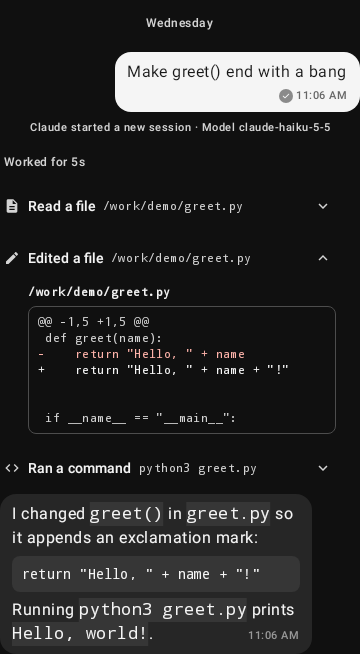 Wednesday
Make greet() end with a bang
11:06 AM
Claude started a new session · Model claude-haiku-5-5
Worked for 5s
Read a file /work/demo/greet.py
Edited a file /work/demo/greet.py
/work/demo/greet.py
@@ -1,5 +1,5 @@
 def greet(name):
-    return "Hello, " + name
+    return "Hello, " + name + "!"
 if __name__ == "__main__":
Ran a command python3 greet.py
I changed greet() in greet.py so
it appends an exclamation mark:
return "Hello, " + name + "!"
Running python3 greet.py prints
Hello, world!.
11:06 AM